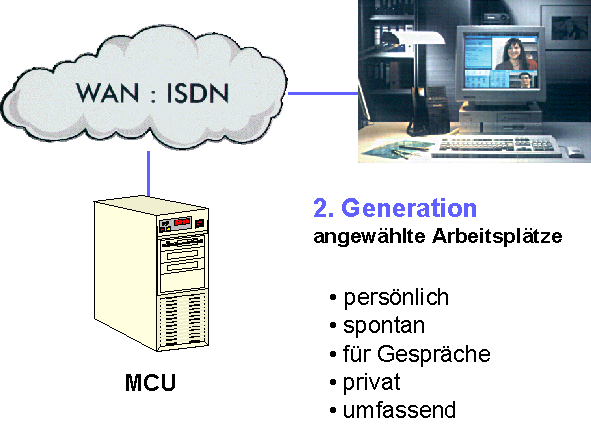 WAN : ISDN
2. Generation
angewählte Arbeitsplätze
• persönlich
• spontan
• für Gespräche
• privat
• umfassend
MCU